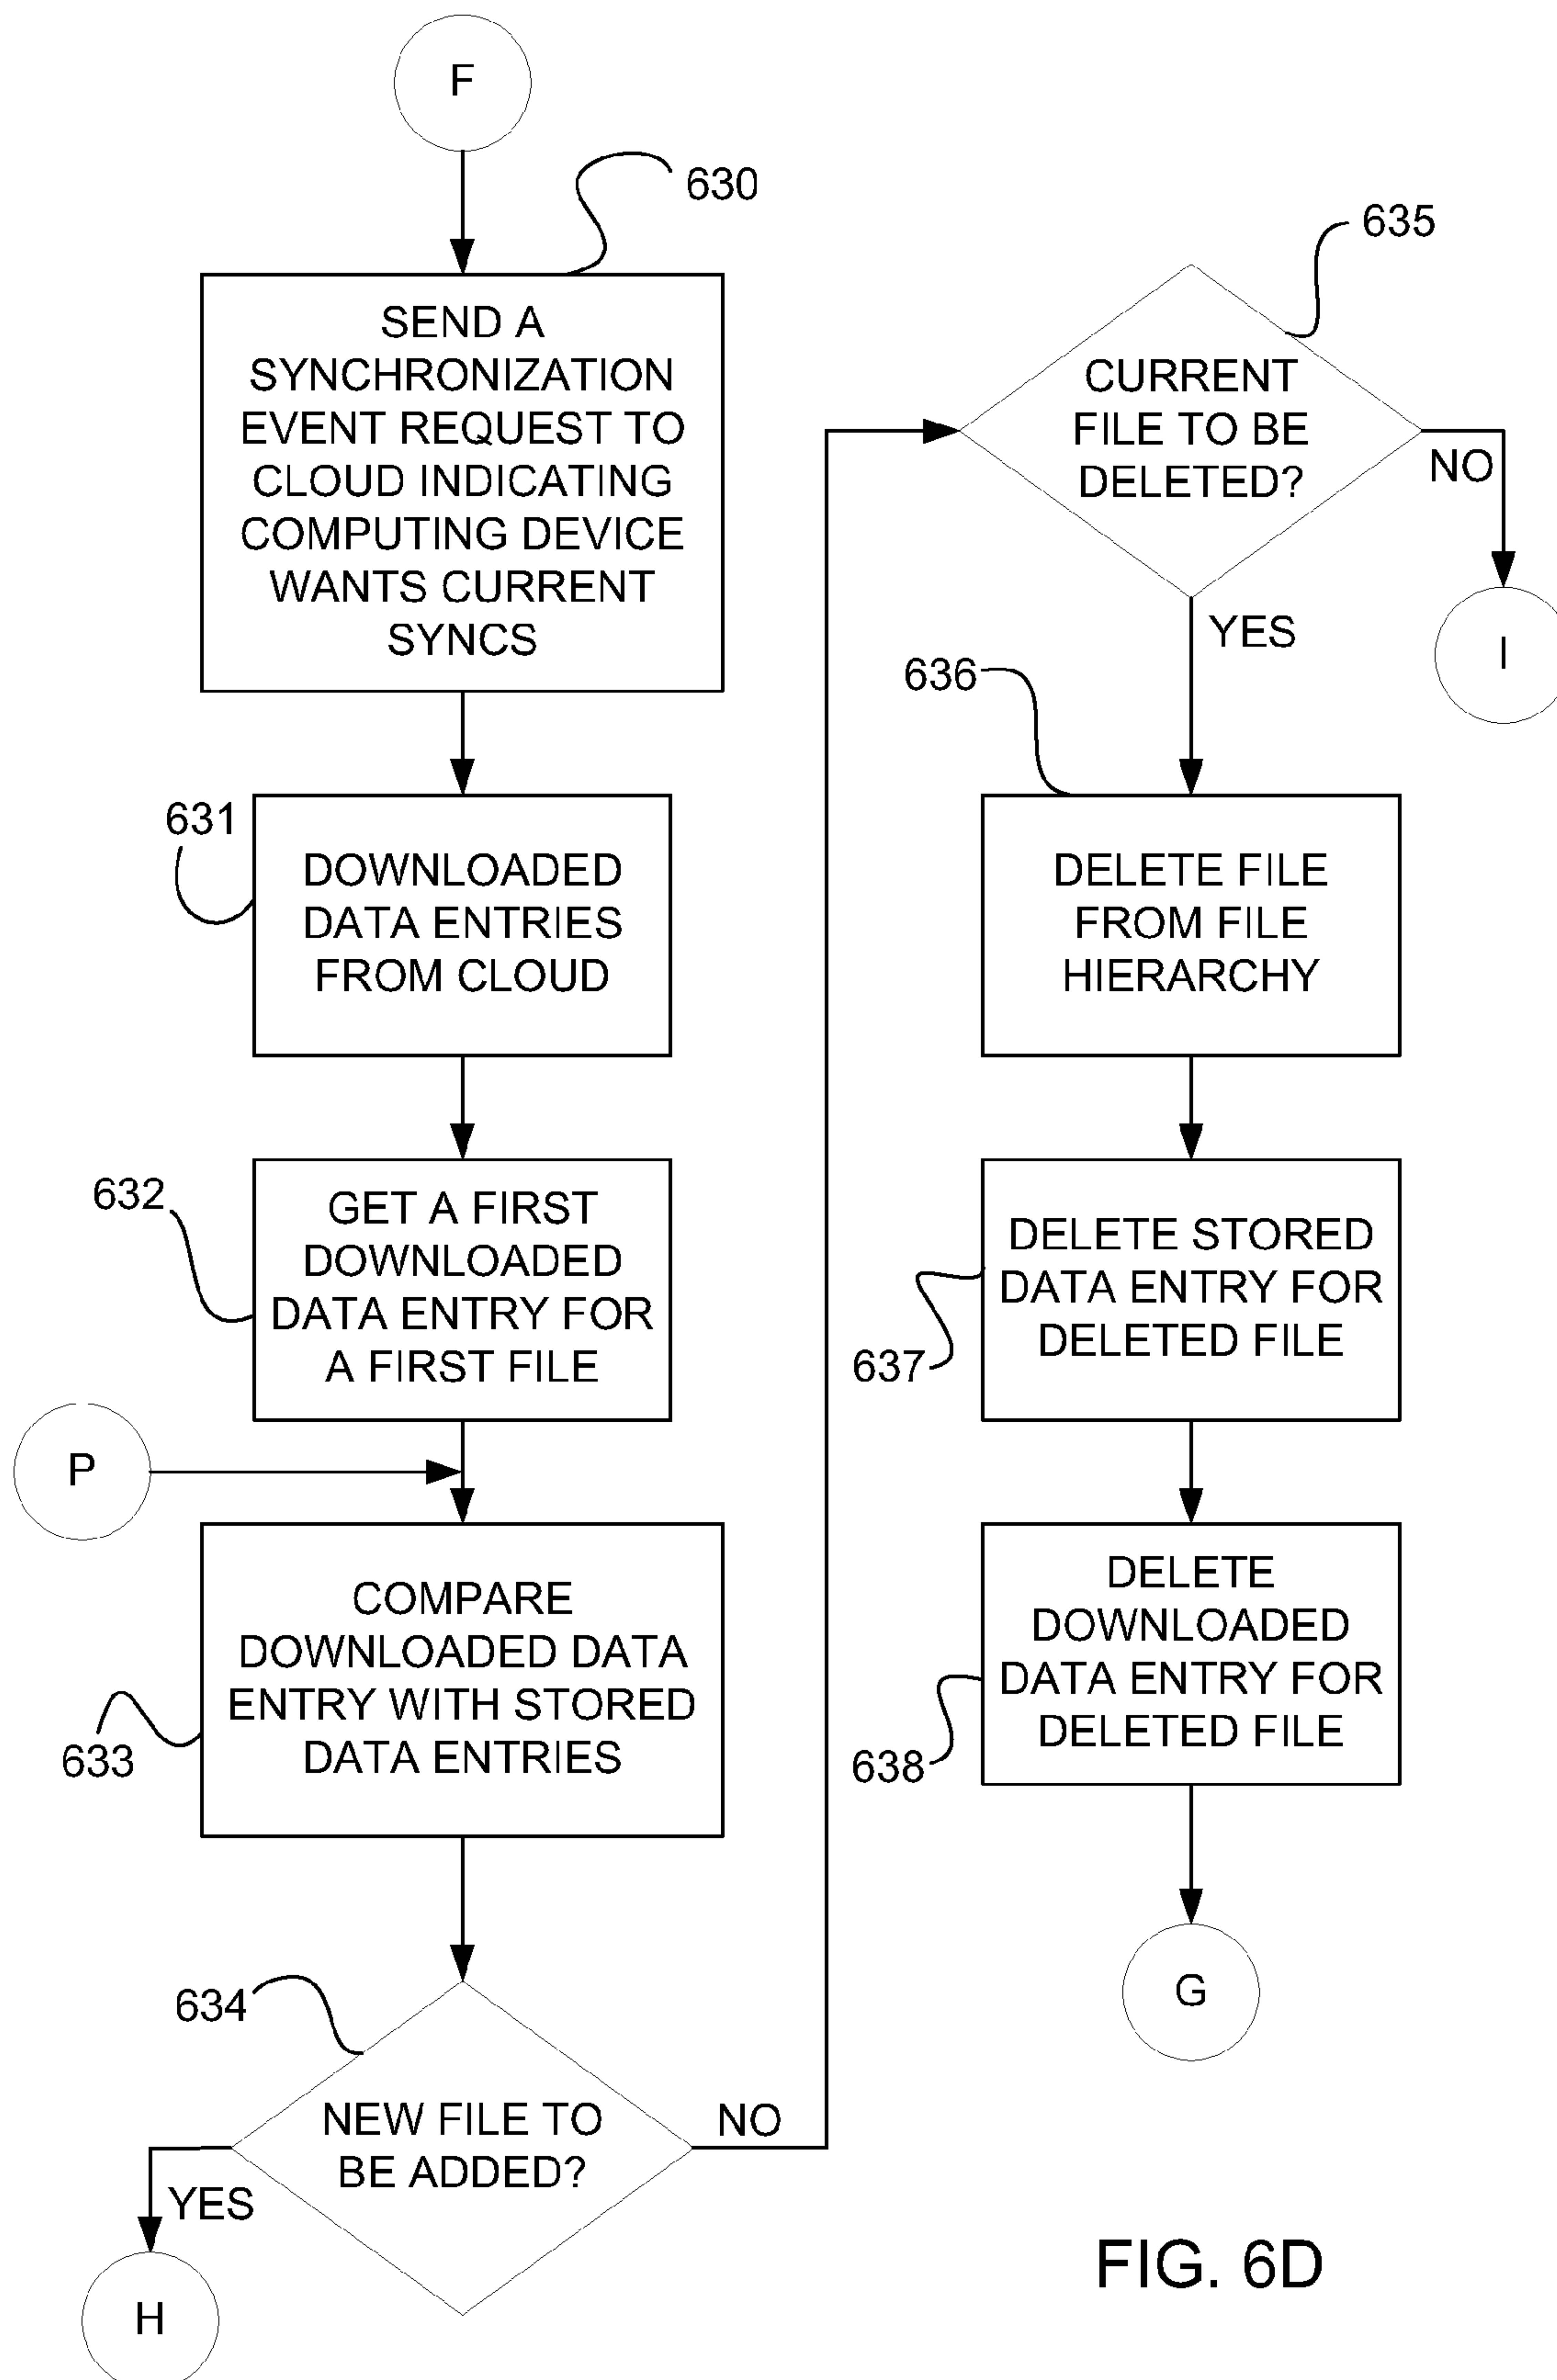 F
630
SEND A
SYNCHRONIZATION
EVENT REQUEST TO
CLOUD INDICATING
COMPUTING DEVICE
WANTS CURRENT
SYNCS
631
DOWNLOADED
DATA ENTRIES
FROM CLOUD
632
GET A FIRST
DOWNLOADED
DATA ENTRY FOR
A FIRST FILE
P
COMPARE
DOWNLOADED DATA
ENTRY WITH STORED
DATA ENTRIES
633
634
NEW FILE TO
BE ADDED?
NO
YES
H
635
CURRENT
FILE TO BE
DELETED?
NO
I
YES
636
DELETE FILE
FROM FILE
HIERARCHY
DELETE STORED
DATA ENTRY FOR
DELETED FILE
637
DELETE
DOWNLOADED
DATA ENTRY FOR
DELETED FILE
638
G
FIG. 6D